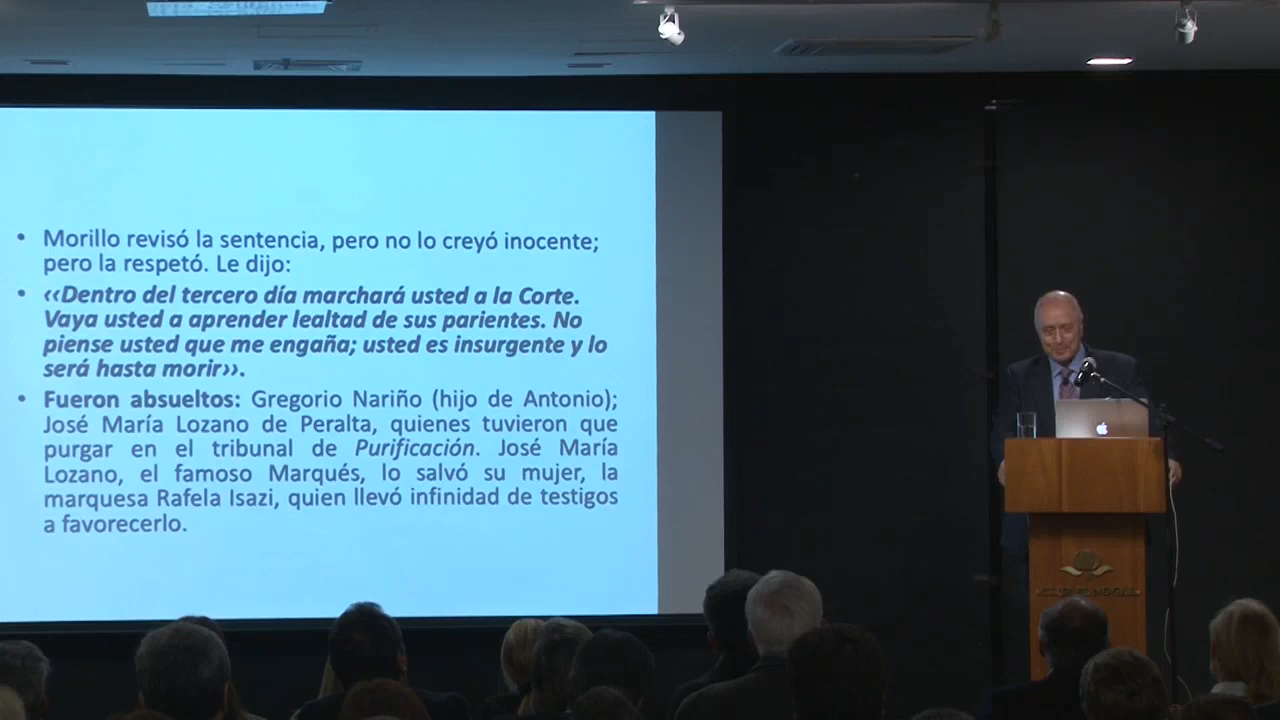 • Morillo revisó la sentencia, pero no lo creyó inocente;
pero la respetó. Le dijo:
• ‹‹Dentro del tercero día marchará usted a la Corte.
Vaya usted a aprender lealtad de sus parientes. No
piense usted que me engaña; usted es insurgente y lo
será hasta morir››.
• Fueron absueltos: Gregorio Nariño (hijo de Antonio);
José María Lozano de Peralta, quienes tuvieron que
purgar en el tribunal de Purificación. José María
Lozano, el famoso Marqués, lo salvó su mujer, la
marquesa Rafela Isazi, quien llevó infinidad de testigos
a favorecerlo.
CLUB EL NOGAL